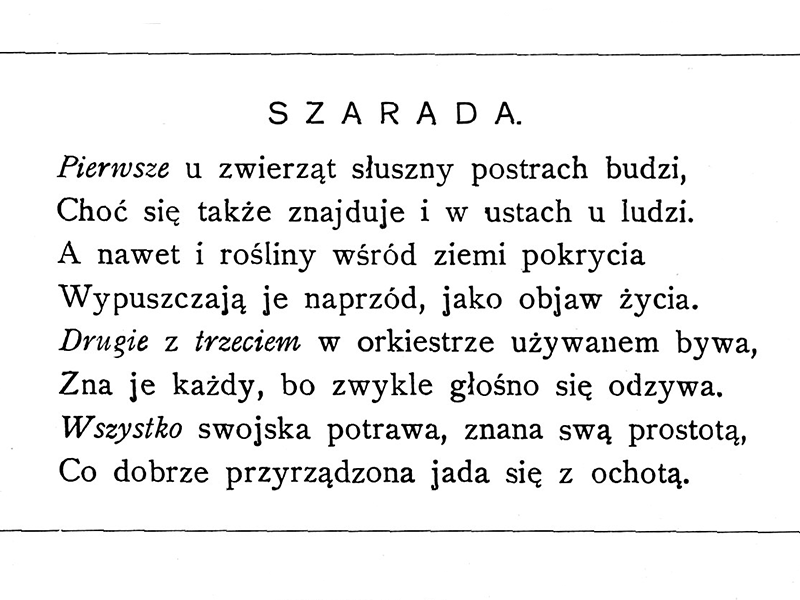 SZARADA.
Pierwsze u zwierząt słuszny postrach budzi,
Choć się także znajduje i w ustach u ludzi.
A nawet i rośliny wśród ziemi pokrycia
Wypuszczają je naprzód, jako objaw życia.
Drugie z trzeciem w orkiestrze używanem bywa,
Zna je każdy, bo zwykle głośno się odzywa.
Wszystko swojska potrawa, znana swą prostotą,
Co dobrze przyrządzona jada się z ochotą.